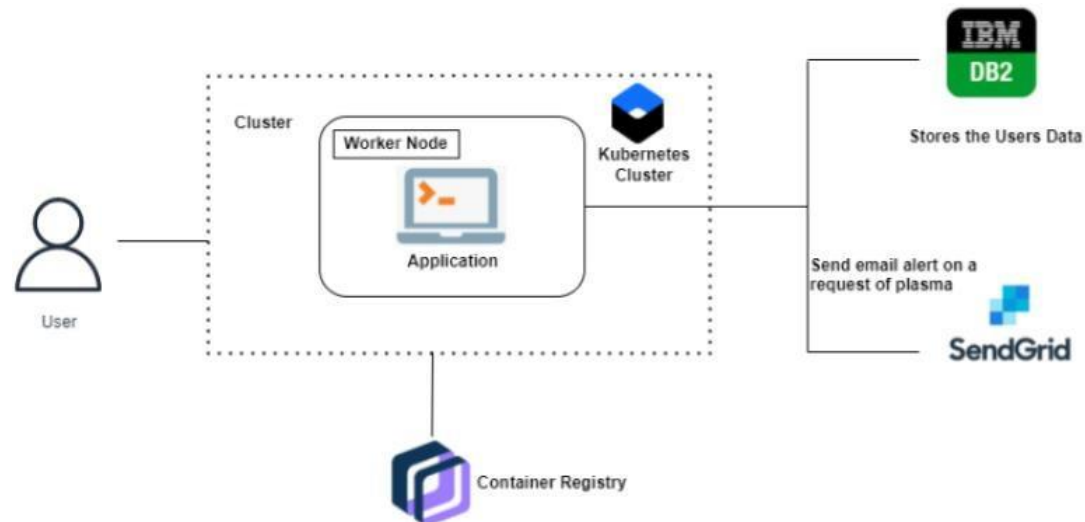 IBM
DB2
Stores the Users Data
Cluster
Worker Node
Kubernetes
Cluster
Application
User
Send email alert on a
request of plasma
SendGrid
Container Registry